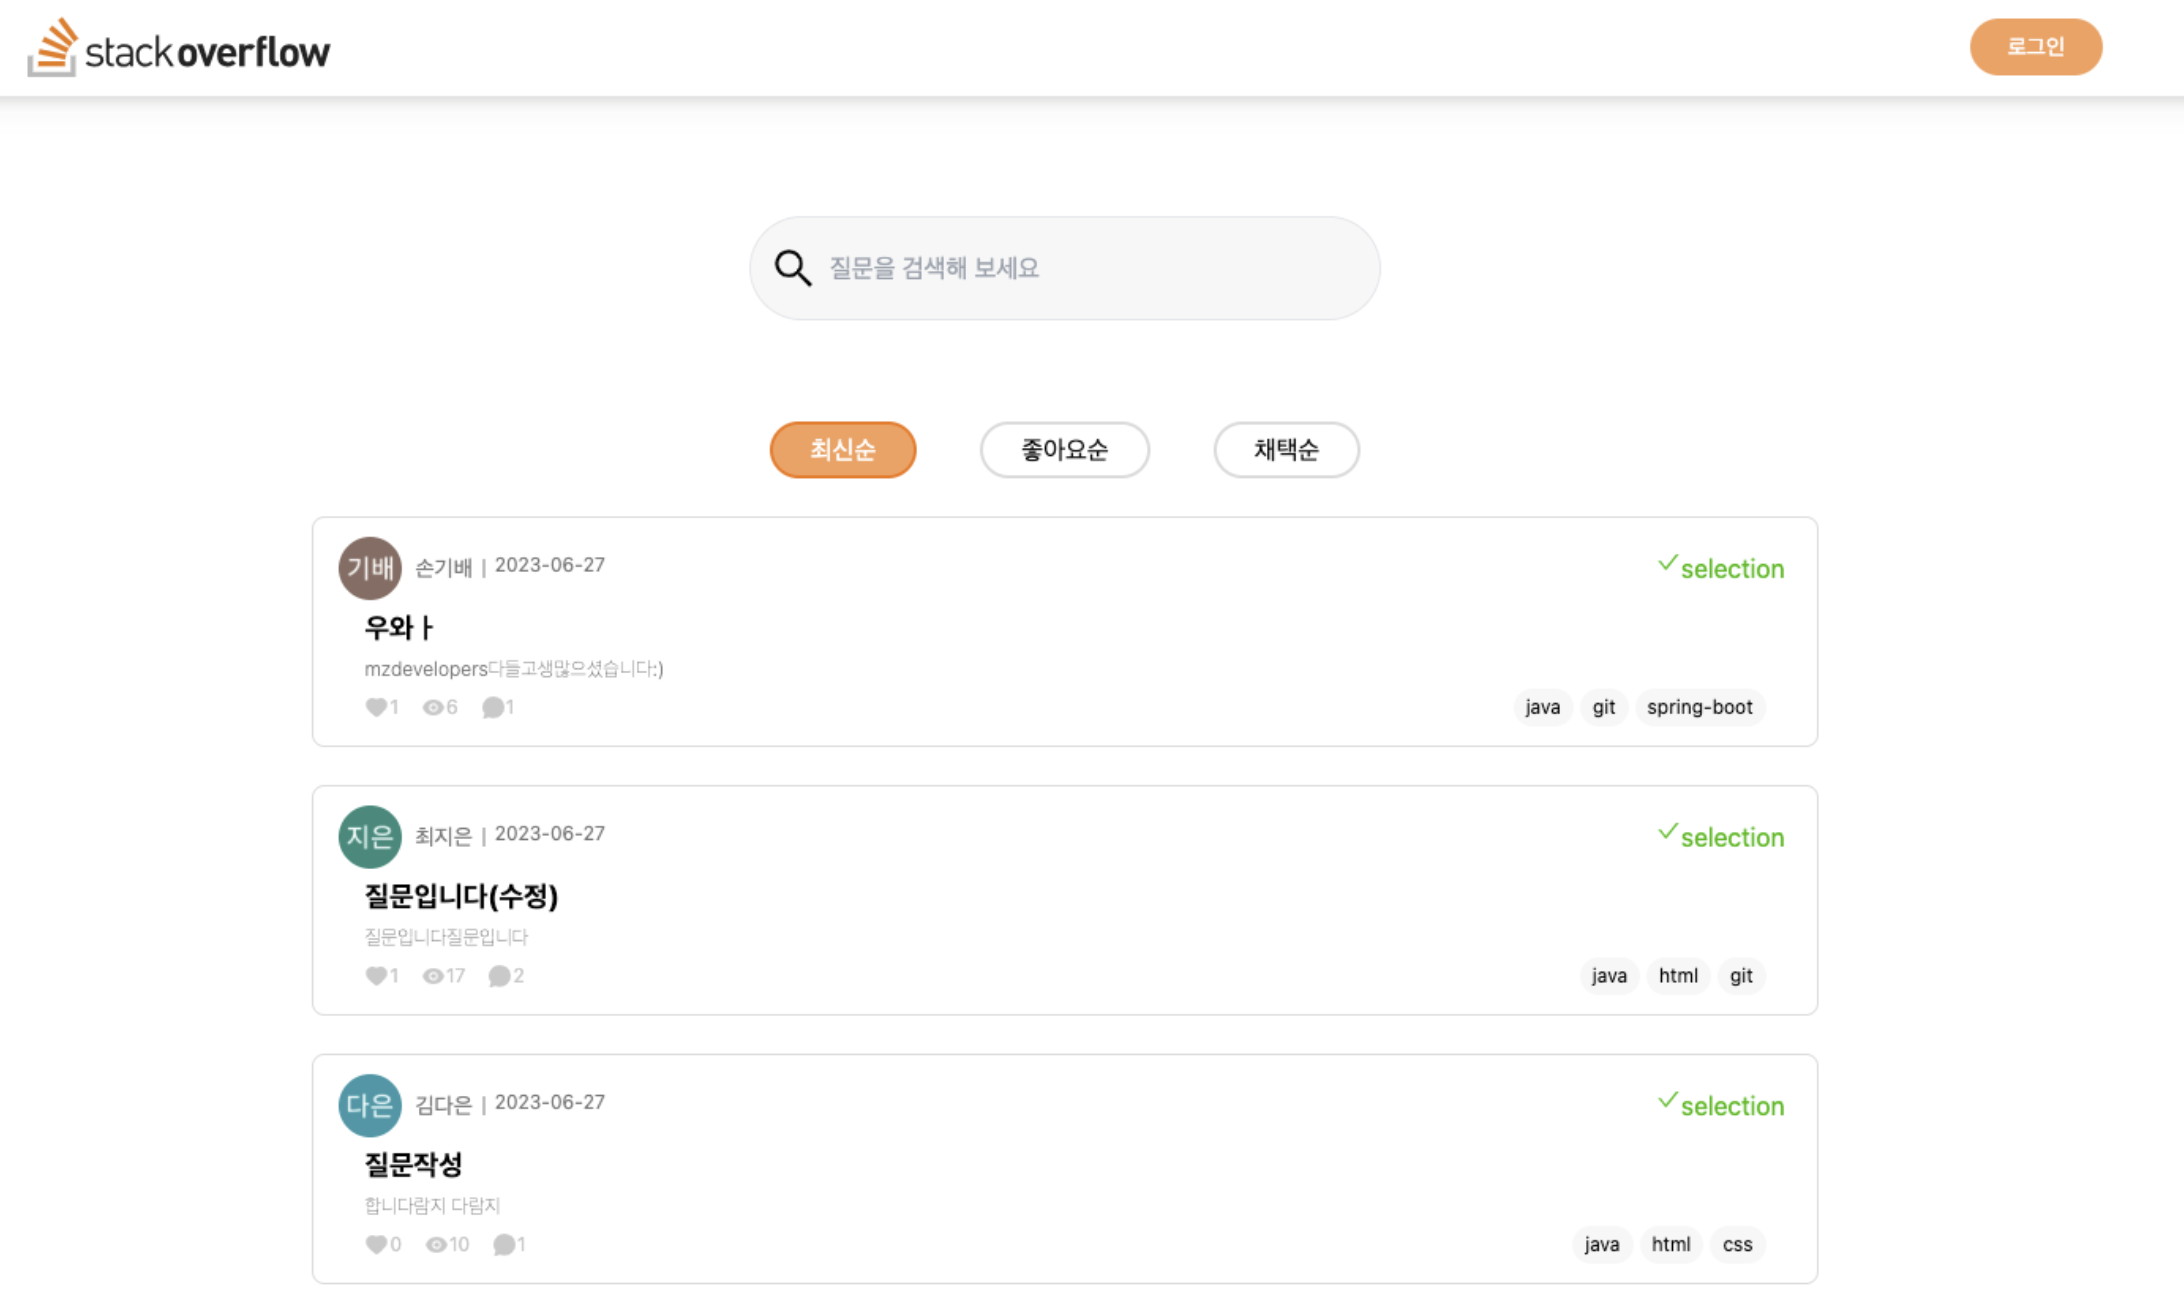 stackoverflow
로그인
질문을 검색해 보세요
최신순 좋아요순 채택순
기배 손기배 | 2023-06-27 selection
우와ㅏ
mzdevelopers다들고생많으셨습니다:)
1 6 1 java git spring-boot
지은 최지은 | 2023-06-27 selection
질문입니다(수정)
질문입니다질문입니다
1 17 2 java html git
다은 김다은 | 2023-06-27 selection
질문작성
합니다람지 다람지
0 10 1 java html css